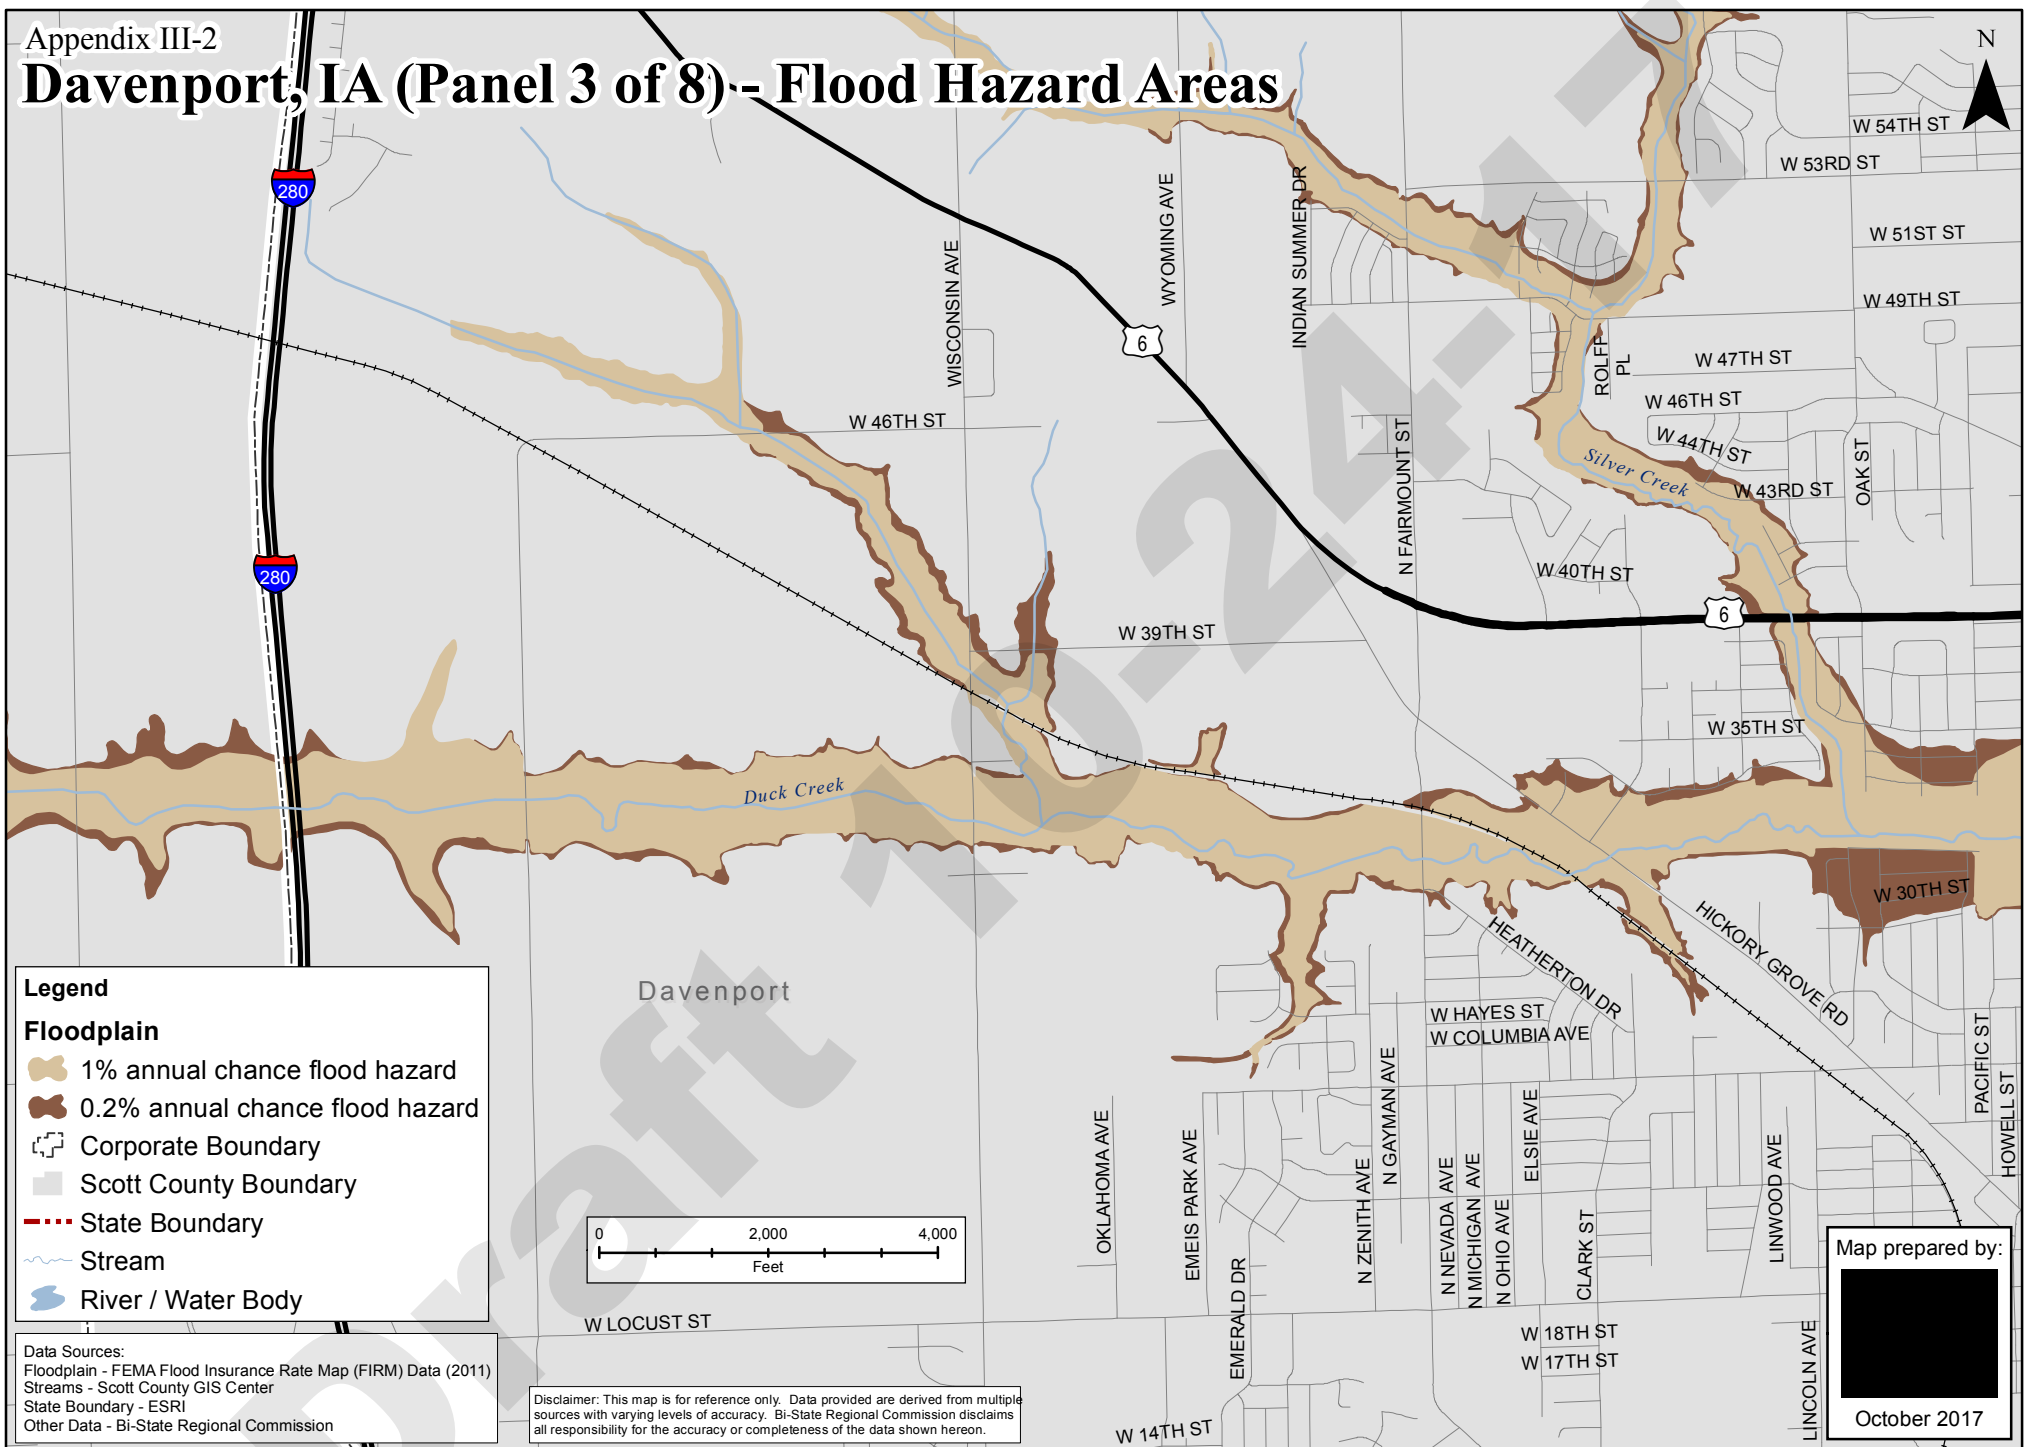 Appendix III-2
Davenport, IA (Panel 3 of 8) - Flood Hazard Areas
N
280
280
6
6
W 54TH ST
W 53RD ST
W 51ST ST
W 49TH ST
W 47TH ST
W 46TH ST
W 44TH ST
W 43RD ST
W 40TH ST
W 46TH ST
W 39TH ST
W 35TH ST
W 30TH ST
WISCONSIN AVE
WYOMING AVE
INDIAN SUMMER DR
N FAIRMOUNT ST
ROLFF PL
OAK ST
Silver Creek
Duck Creek
Davenport
HICKORY GROVE RD
HEATHERTON DR
W HAYES ST
W COLUMBIA AVE
OKLAHOMA AVE
EMEIS PARK AVE
EMERALD DR
N ZENITH AVE
N GAYMAN AVE
N NEVADA AVE
N MICHIGAN AVE
N OHIO AVE
ELSIE AVE
CLARK ST
LINWOOD AVE
LINCOLN AVE
PACIFIC ST
HOWELL ST
W LOCUST ST
W 18TH ST
W 17TH ST
W 14TH ST
Draft 10-24-17
Legend
Floodplain
1% annual chance flood hazard
0.2% annual chance flood hazard
Corporate Boundary
Scott County Boundary
State Boundary
Stream
River / Water Body
0 2,000 4,000
Feet
Data Sources:
Floodplain - FEMA Flood Insurance Rate Map (FIRM) Data (2011)
Streams - Scott County GIS Center
State Boundary - ESRI
Other Data - Bi-State Regional Commission
Disclaimer: This map is for reference only. Data provided are derived from multiple
sources with varying levels of accuracy. Bi-State Regional Commission disclaims
all responsibility for the accuracy or completeness of the data shown hereon.
Map prepared by:
October 2017